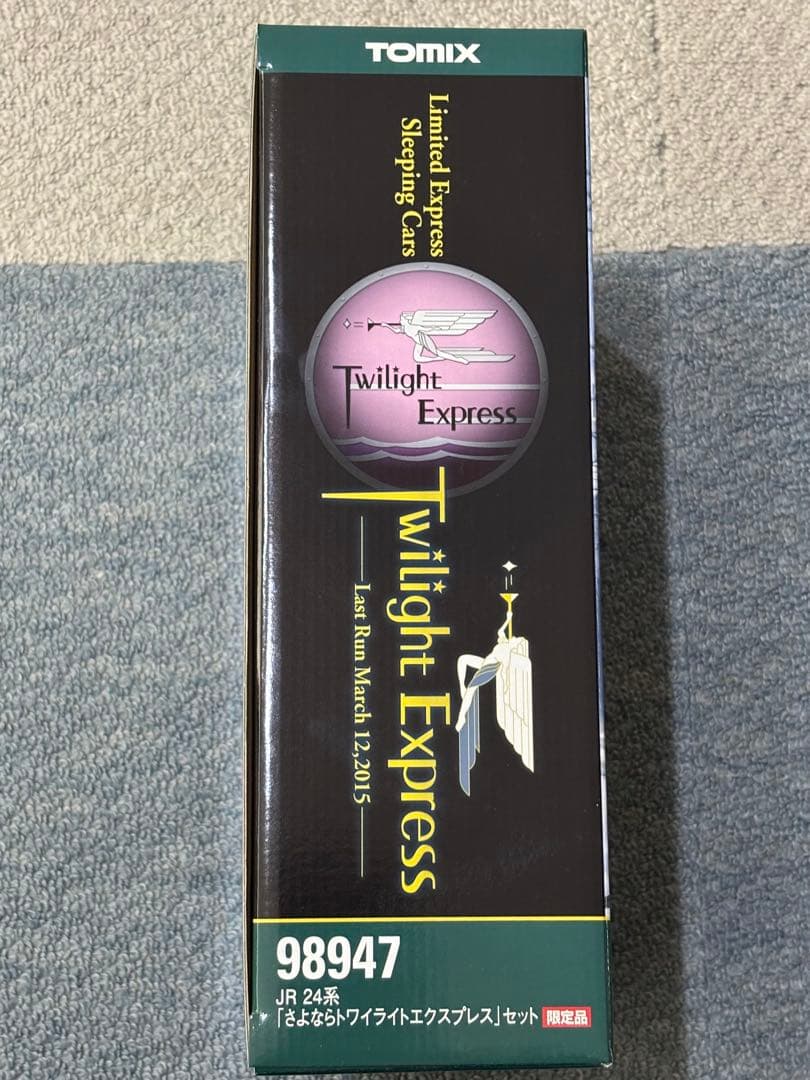 TOMIX
Limited Express
Sleeping Cars
Twilight
Express
Twilight Express
Last Run March 12,2015
98947
JR 24系
「さよならトワイライトエクスプレス」セット 限定品